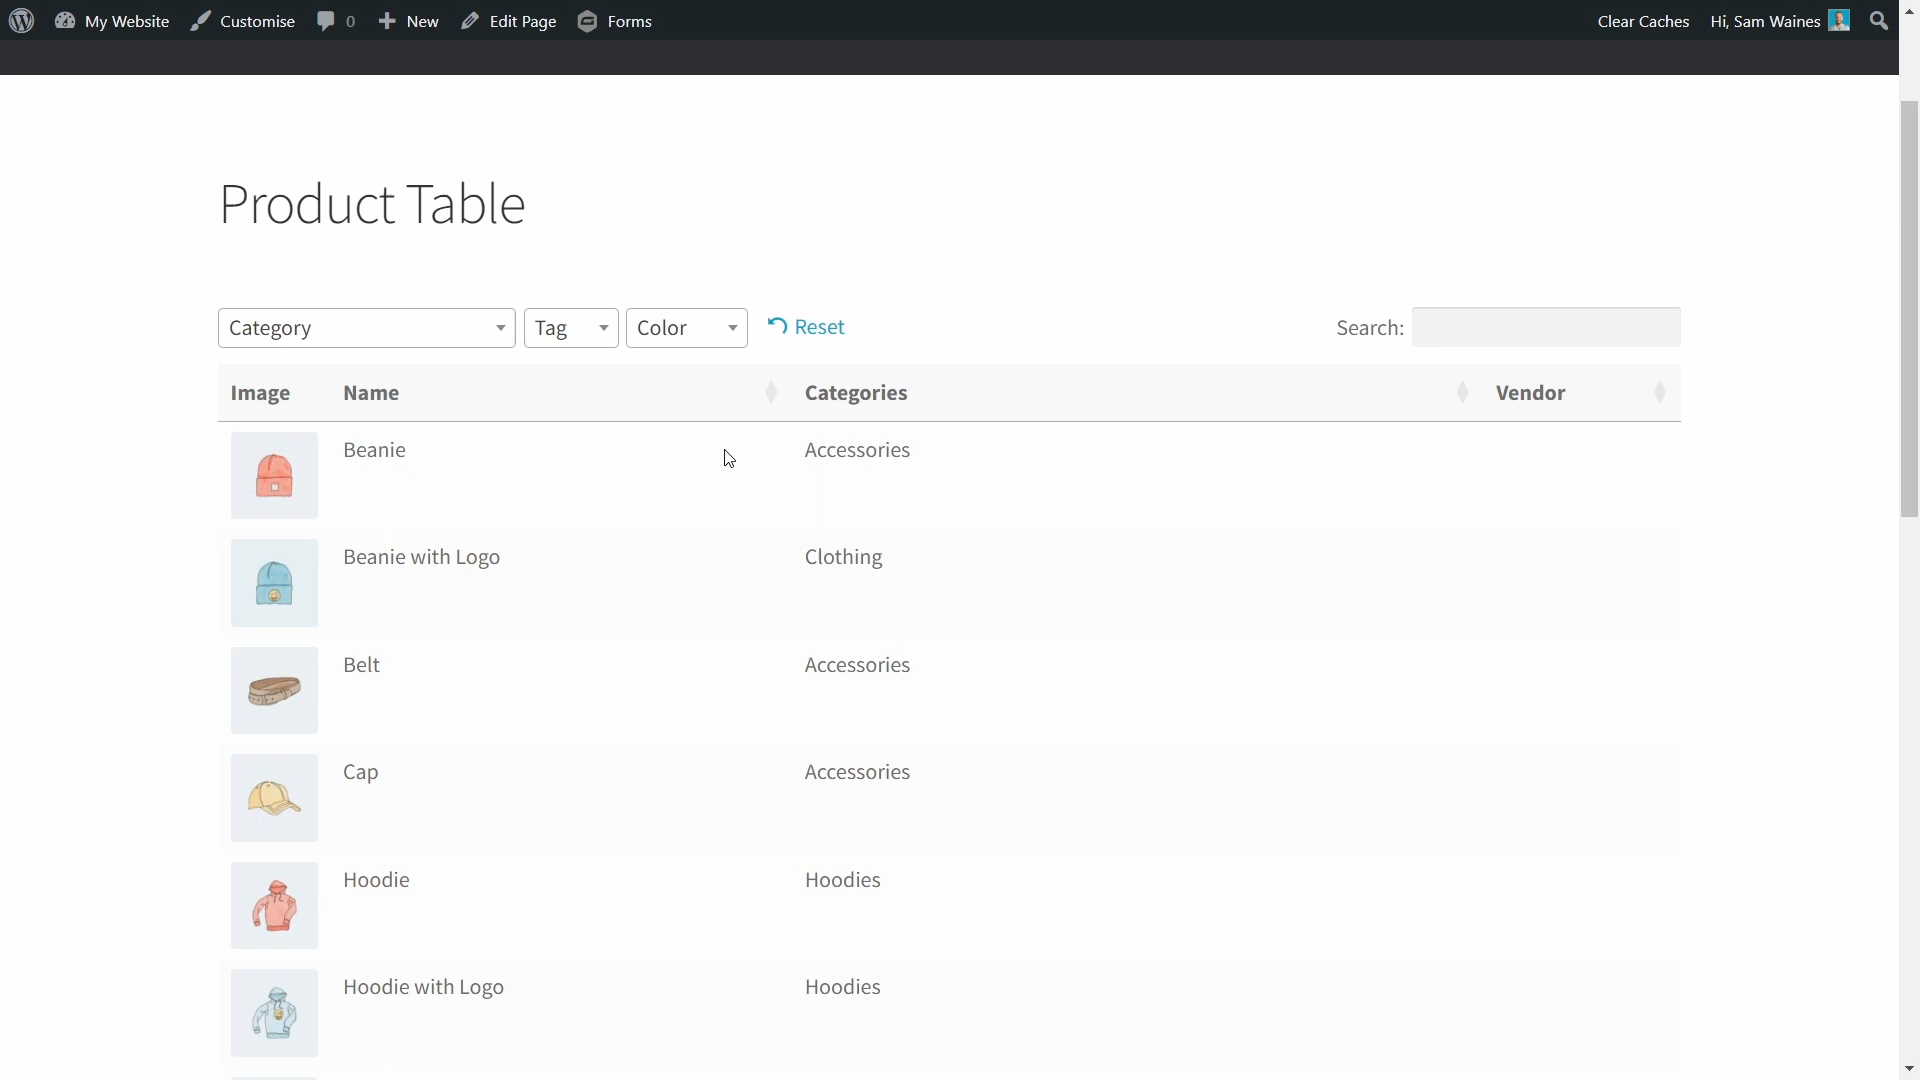 My Website Customise 0 New Edit Page Forms Clear Caches Hi, Sam Waines
Product Table
Category Tag Color Reset Search:
Image Name Categories Vendor
Beanie Accessories
Beanie with Logo Clothing
Belt Accessories
Cap Accessories
Hoodie Hoodies
Hoodie with Logo Hoodies